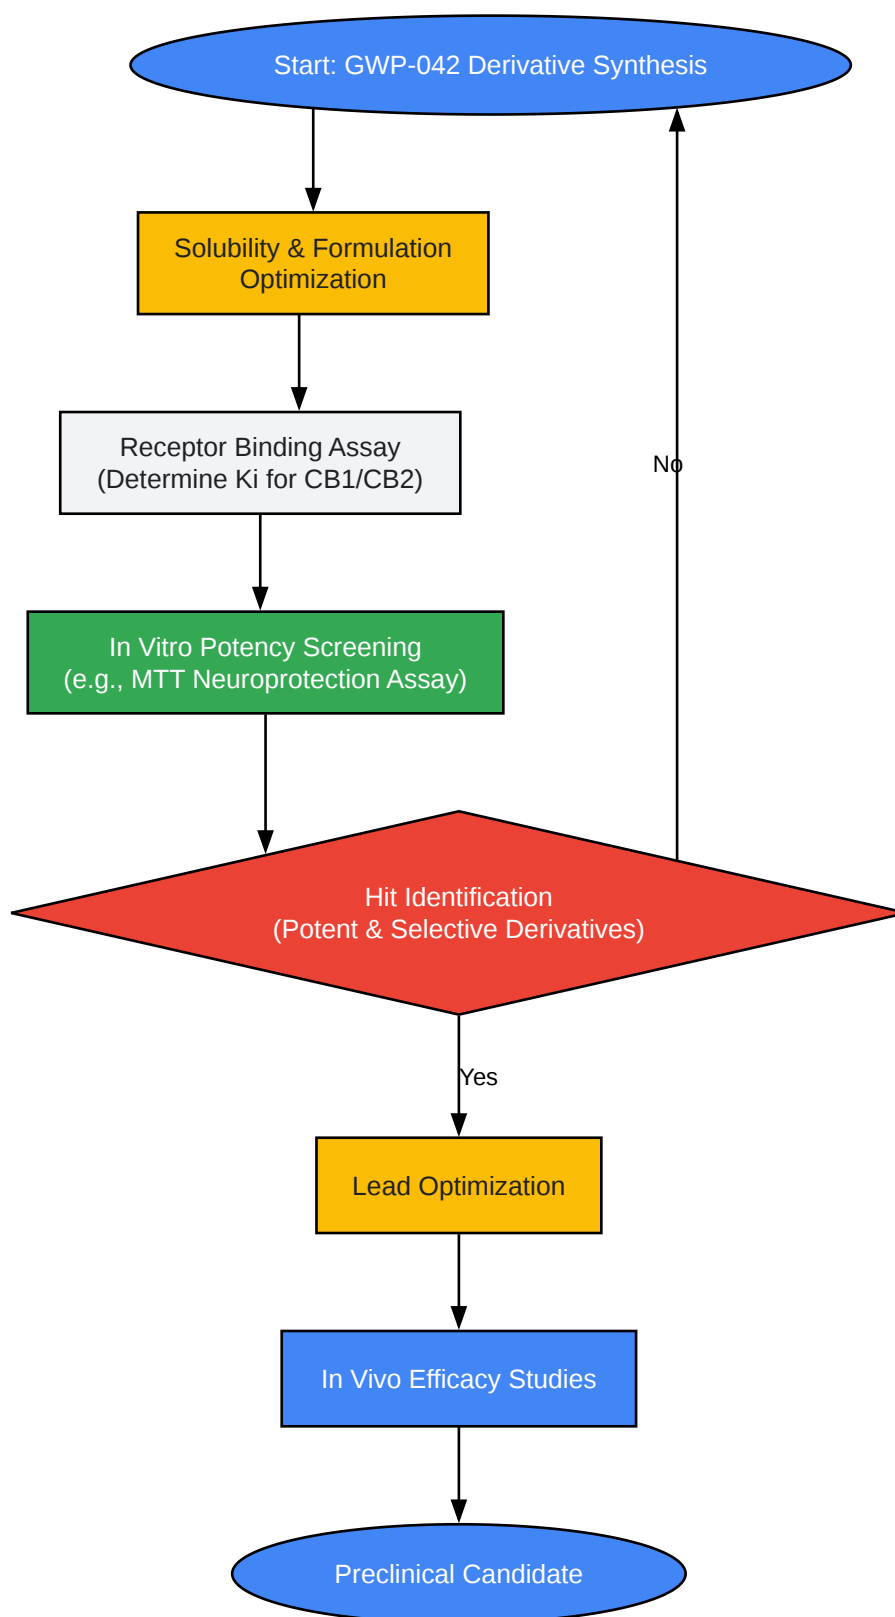 Start: GWP-042 Derivative Synthesis
Solubility & Formulation
Optimization
Receptor Binding Assay
(Determine Ki for CB1/CB2)
No
In Vitro Potency Screening
(e.g., MTT Neuroprotection Assay)
Hit Identification
(Potent & Selective Derivatives)
Yes
Lead Optimization
In Vivo Efficacy Studies
Preclinical Candidate